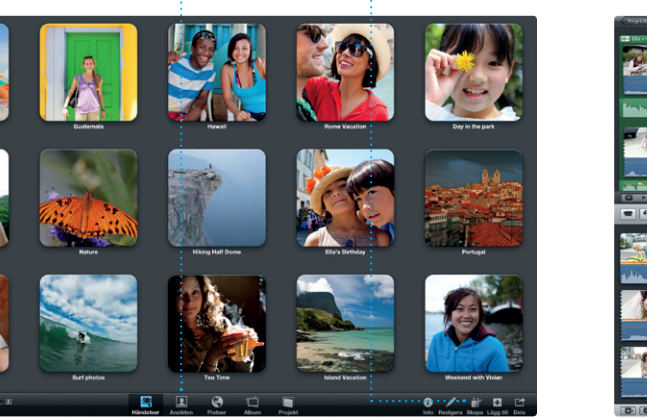 Guatemala Hawaii Rome Vacation Day in the park
Nature Hiking Half Dome Ella's Birthday Portugal
Surf photos Tea Time Island Vacation Weekend with Vivian
Händelser Ansikten Platser Album Projekt Info Redigera Skapa Lägg till Dela